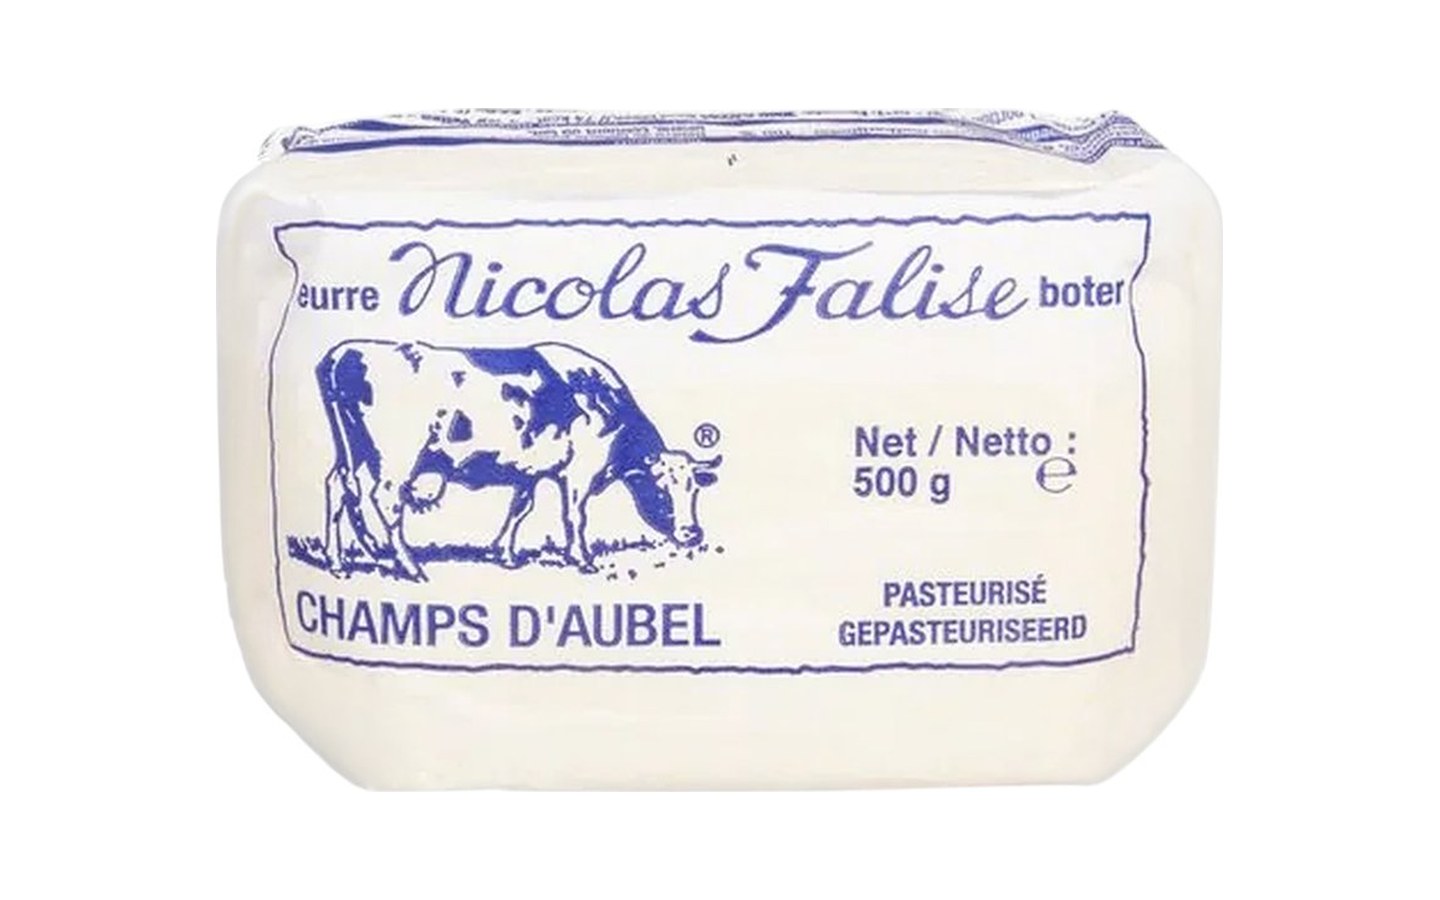 eurre Nicolas Falise boter
®
Net / Netto :
500 g ℮
CHAMPS D'AUBEL
PASTEURISÉ
GEPASTEURISEERD